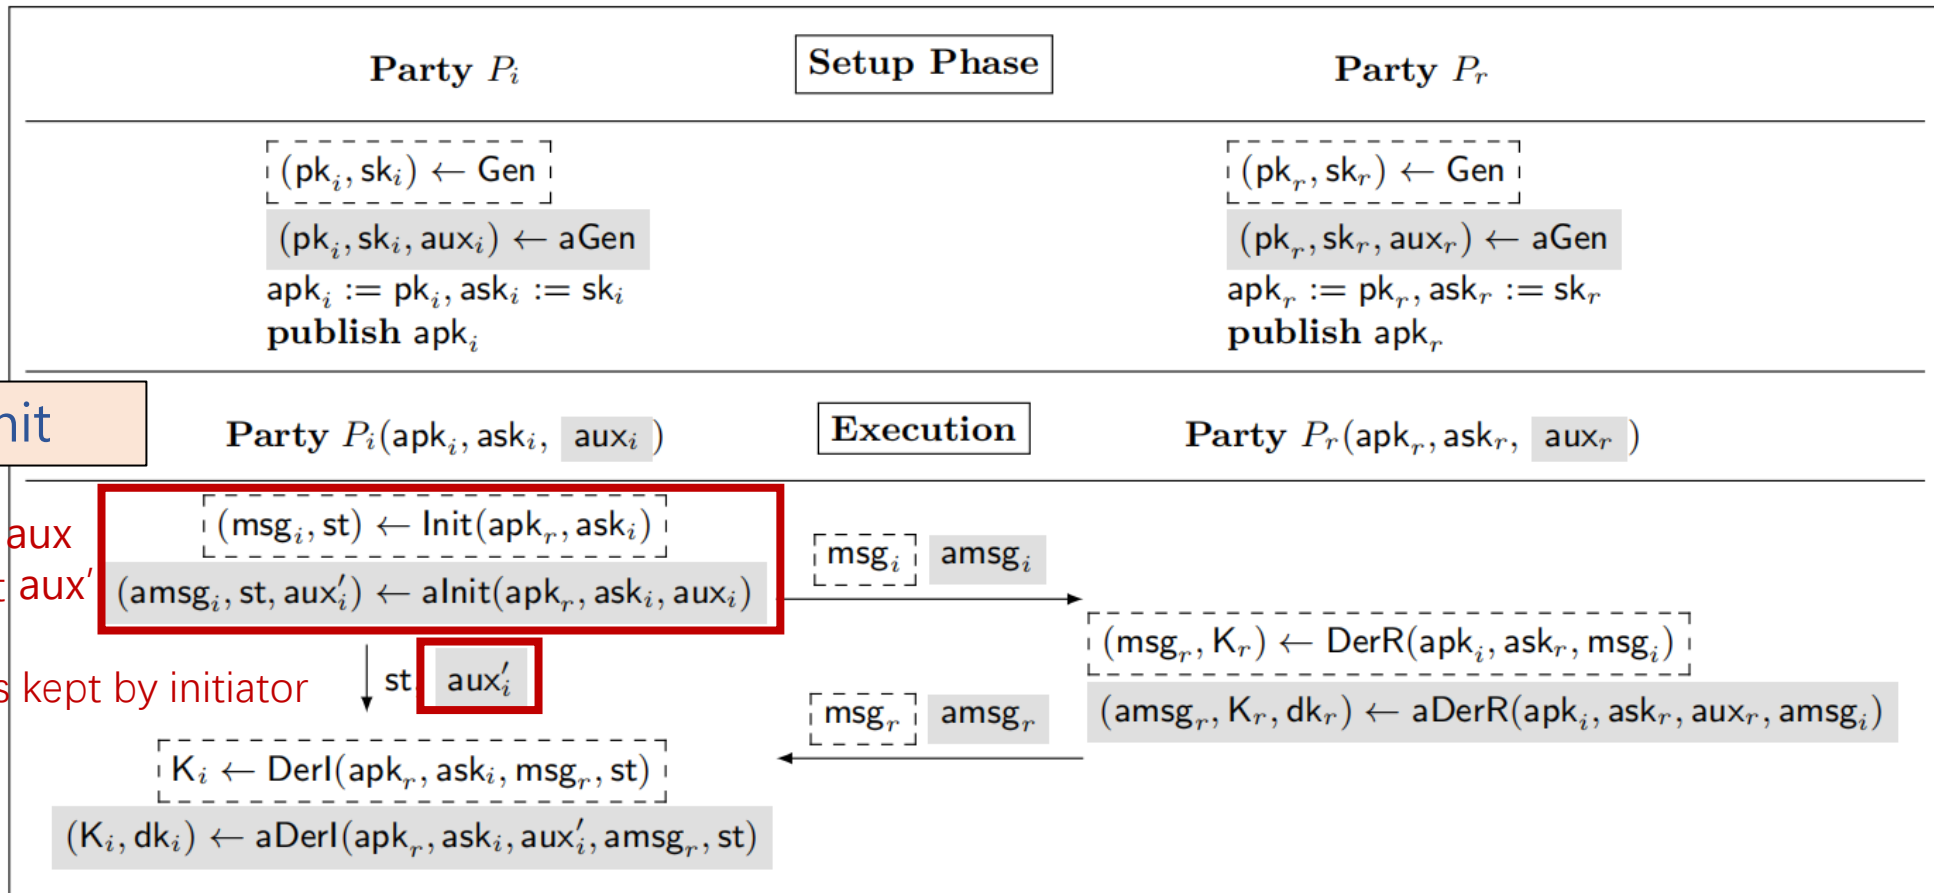 Party Pᵢ Setup Phase Party Pᵣ
(pkᵢ, skᵢ) ← Gen (pkᵣ, skᵣ) ← Gen
(pkᵢ, skᵢ, auxᵢ) ← aGen (pkᵣ, skᵣ, auxᵣ) ← aGen
apkᵢ := pkᵢ, askᵢ := skᵢ apkᵣ := pkᵣ, askᵣ := skᵣ
publish apkᵢ publish apkᵣ
nit
Party Pᵢ(apkᵢ, askᵢ, auxᵢ) Execution Party Pᵣ(apkᵣ, askᵣ, auxᵣ)
aux
(msgᵢ, st) ← Init(apkᵣ, askᵢ)
aux′
(amsgᵢ, st, aux′ᵢ) ← aInit(apkᵣ, askᵢ, auxᵢ)
msgᵢ amsgᵢ
(msgᵣ, Kᵣ) ← DerR(apkᵢ, askᵣ, msgᵢ)
(amsgᵣ, Kᵣ, dkᵣ) ← aDerR(apkᵢ, askᵣ, auxᵣ, amsgᵢ)
s kept by initiator
st, aux′ᵢ
msgᵣ amsgᵣ
Kᵢ ← DerI(apkᵣ, askᵢ, msgᵣ, st)
(Kᵢ, dkᵢ) ← aDerI(apkᵣ, askᵢ, aux′ᵢ, amsgᵣ, st)